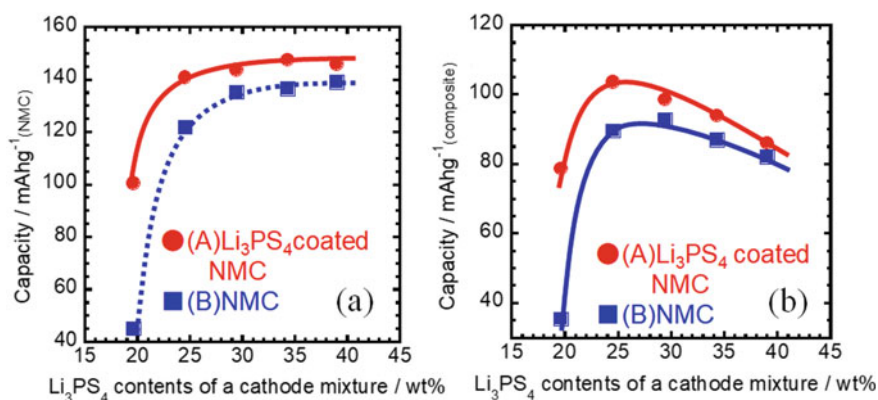 160
140
120
100
80
60
40
15 20 25 30 35 40 45
Capacity / mAhg⁻¹(NMC)
Li₃PS₄ contents of a cathode mixture / wt%
(A)Li₃PS₄coated
NMC
(B)NMC
(a)
120
100
80
60
40
15 20 25 30 35 40 45
Capacity / mAhg⁻¹(composite)
Li₃PS₄ contents of a cathode mixture / wt%
(A)Li₃PS₄ coated
NMC
(B)NMC
(b)